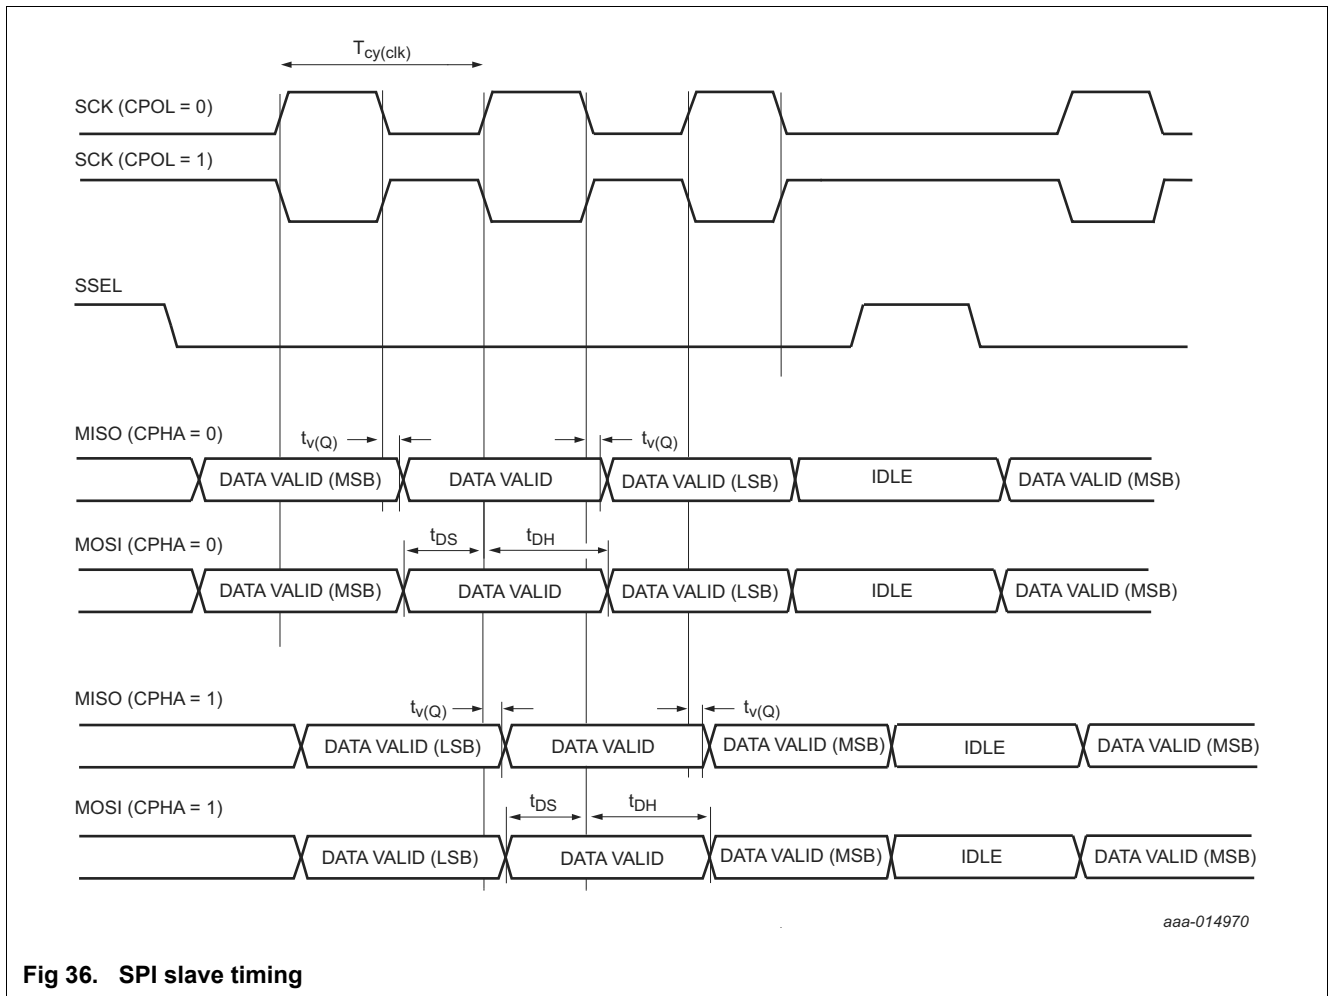 Tcy(clk)
SCK (CPOL = 0)
SCK (CPOL = 1)
SSEL
MISO (CPHA = 0)
tv(Q) tv(Q)
DATA VALID (MSB) DATA VALID DATA VALID (LSB) IDLE DATA VALID (MSB)
MOSI (CPHA = 0)
tDS tDH
DATA VALID (MSB) DATA VALID DATA VALID (LSB) IDLE DATA VALID (MSB)
MISO (CPHA = 1)
tv(Q) tv(Q)
DATA VALID (LSB) DATA VALID DATA VALID (MSB) IDLE DATA VALID (MSB)
MOSI (CPHA = 1)
tDS tDH
DATA VALID (LSB) DATA VALID DATA VALID (MSB) IDLE DATA VALID (MSB)
aaa-014970
Fig 36. SPI slave timing